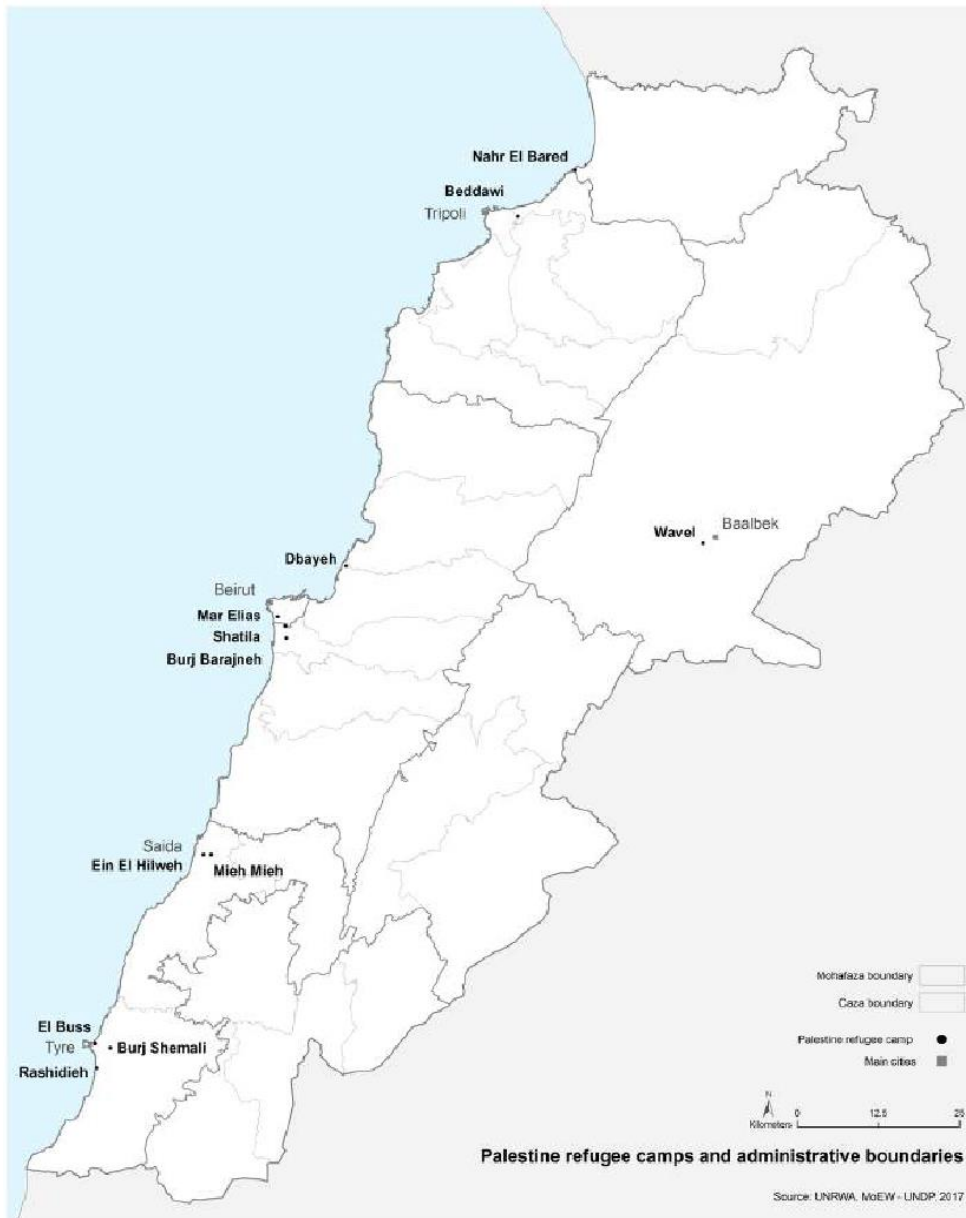 Nahr El Bared
Beddawi
Tripoli
Wavel
Baalbek
Dbayeh
Beirut
Mar Elias
Shatila
Burj Barajneh
Saida
Ein El Hilweh
Mieh Mieh
El Buss
Tyre
Burj Shemali
Rashidieh
Mohafaza boundary
Caza boundary
Palestine refugee camp
Main cities
N
Kilometers 0 12.5 25
Palestine refugee camps and administrative boundaries
Source: UNRWA, MoEW - UNDP, 2017